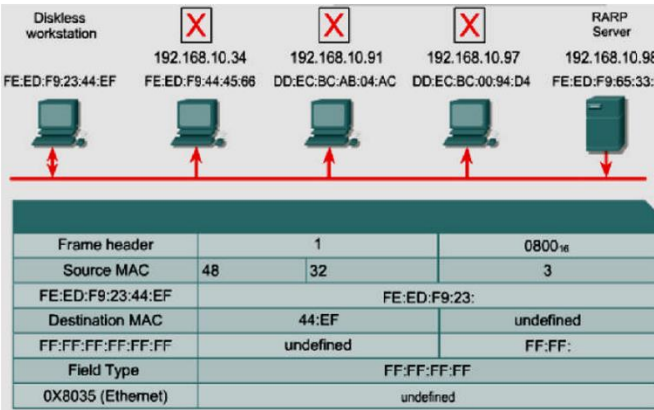 Diskless
workstation
RARP
Server
192.168.10.34
192.168.10.91
192.168.10.97
192.168.10.98
FE:ED:F9:23:44:EF
FE:ED:F9:44:45:66
DD:EC:BC:AB:04:AC
DD:EC:BC:00:94:D4
FE:ED:F9:65:33:
Frame header
1
0800₁₆
Source MAC
48
32
3
FE:ED:F9:23:44:EF
FE:ED:F9:23:
Destination MAC
44:EF
undefined
FF:FF:FF:FF:FF:FF
undefined
FF:FF:
Field Type
FF:FF:FF:FF
0X8035 (Ethernet)
undefined